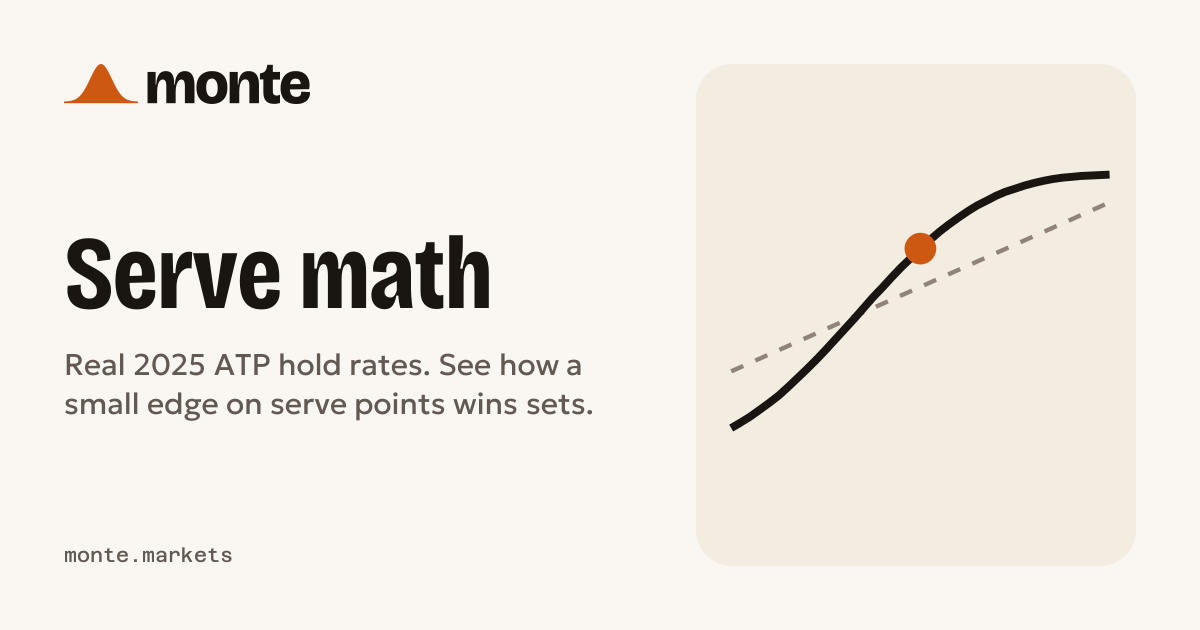 monte
Serve math
Real 2025 ATP hold rates. See how a
small edge on serve points wins sets.
monte.markets